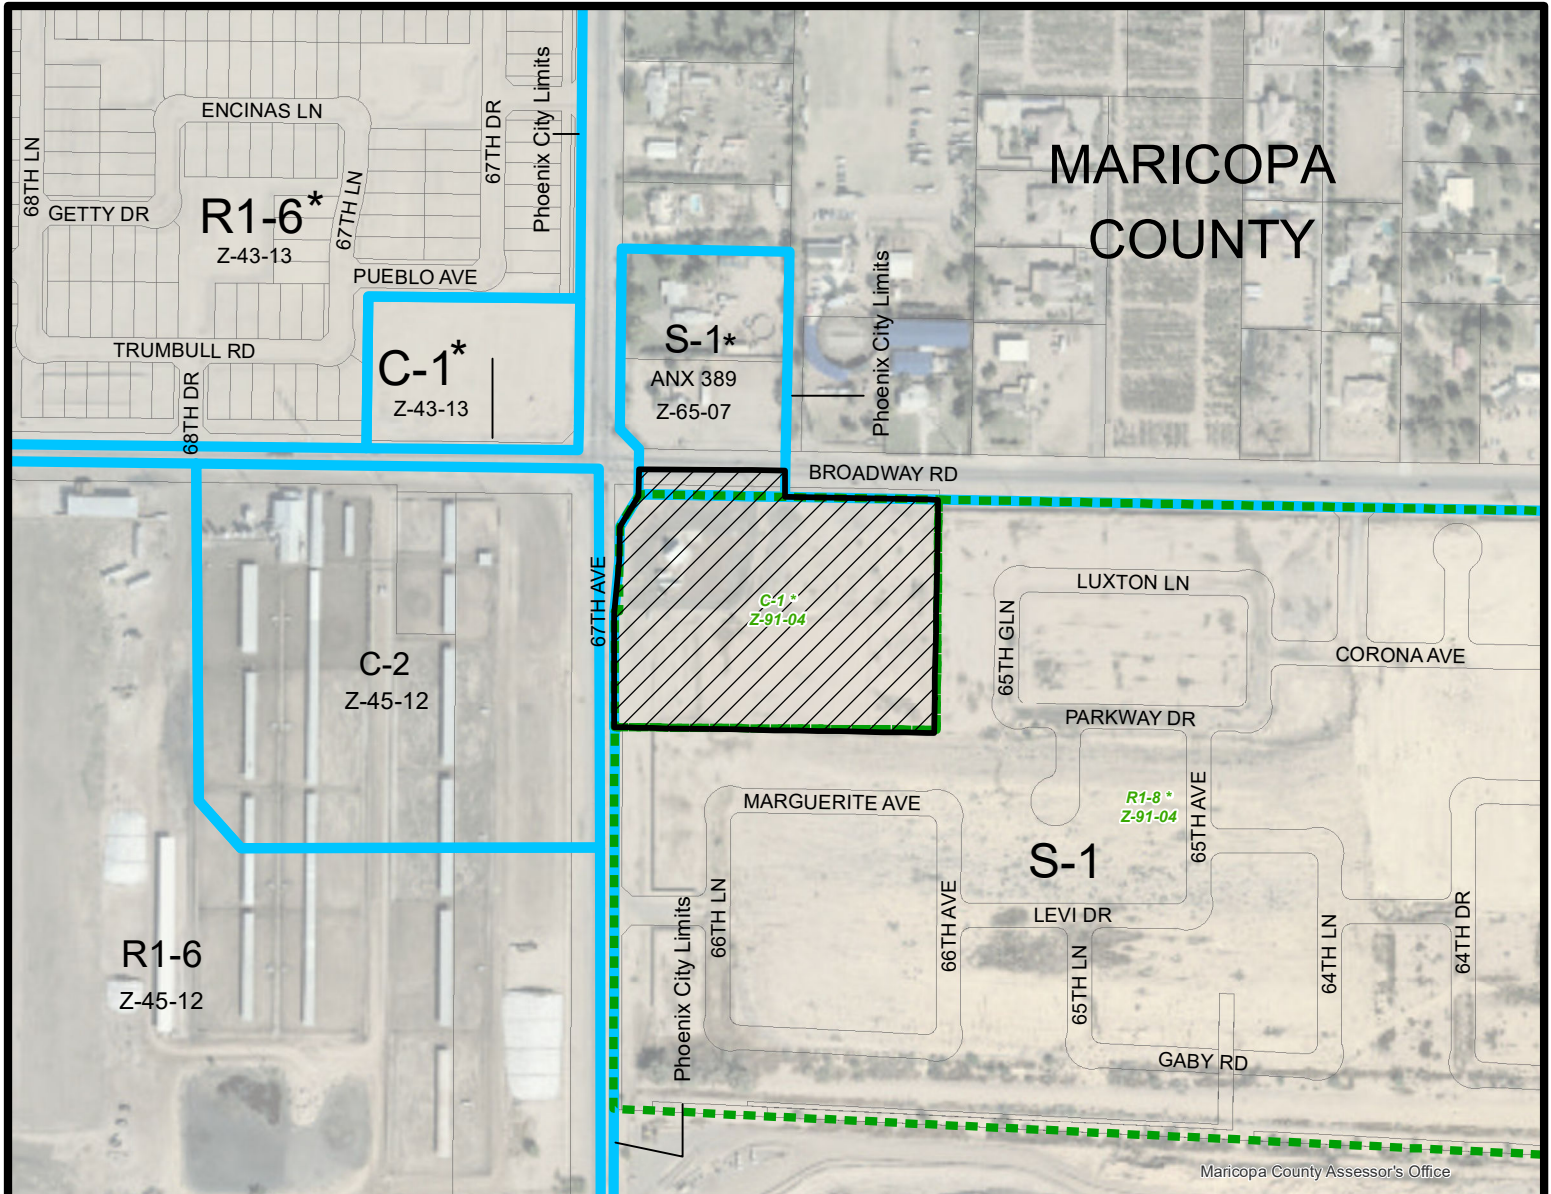 ENCINAS LN
68TH LN
GETTY DR
R1-6*
Z-43-13
67TH LN
67TH DR
Phoenix City Limits
PUEBLO AVE
TRUMBULL RD
68TH DR
C-1*
Z-43-13
S-1*
ANX 389
Z-65-07
Phoenix City Limits
MARICOPA
COUNTY
BROADWAY RD
67TH AVE
C-1 *
Z-91-04
C-2
Z-45-12
R1-6
Z-45-12
LUXTON LN
65TH GLN
CORONA AVE
PARKWAY DR
MARGUERITE AVE
R1-8 *
Z-91-04
65TH AVE
S-1
LEVI DR
66TH LN
66TH AVE
65TH LN
64TH LN
64TH DR
Phoenix City Limits
GABY RD
Maricopa County Assessor's Office